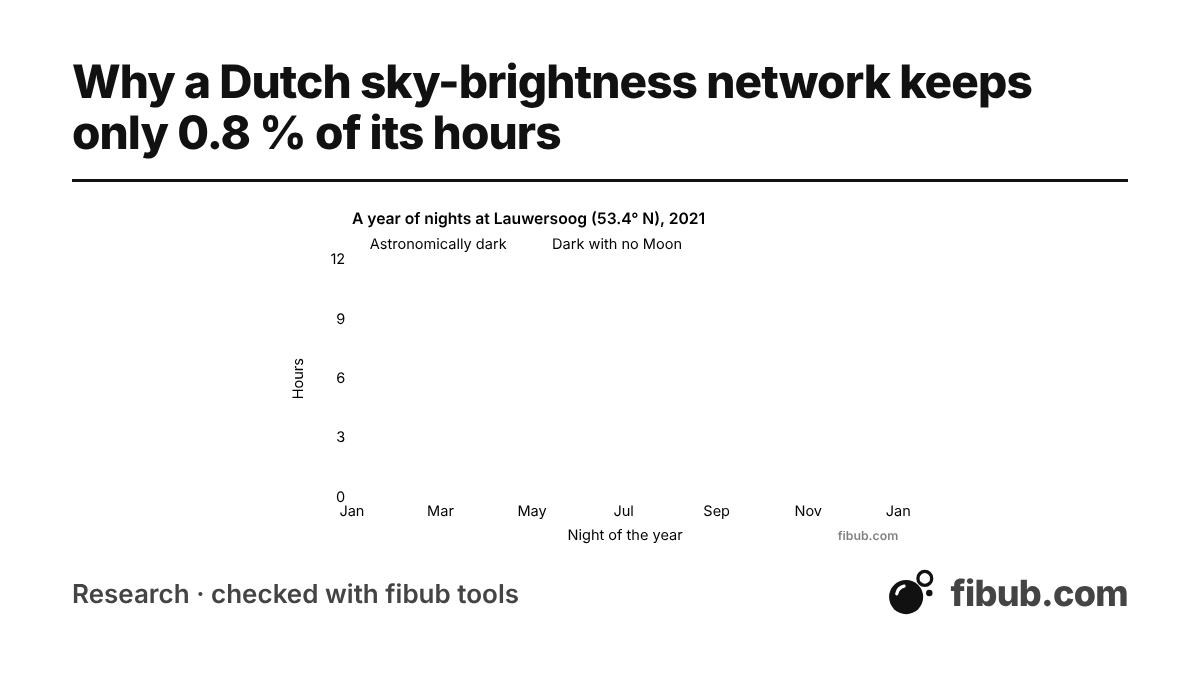 Why a Dutch sky-brightness network keeps
only 0.8 % of its hours
A year of nights at Lauwersoog (53.4° N), 2021
Astronomically dark Dark with no Moon
12
9
6
3
0
Hours
Jan Mar May Jul Sep Nov Jan
Night of the year
fibub.com
Research · checked with fibub tools
fibub.com